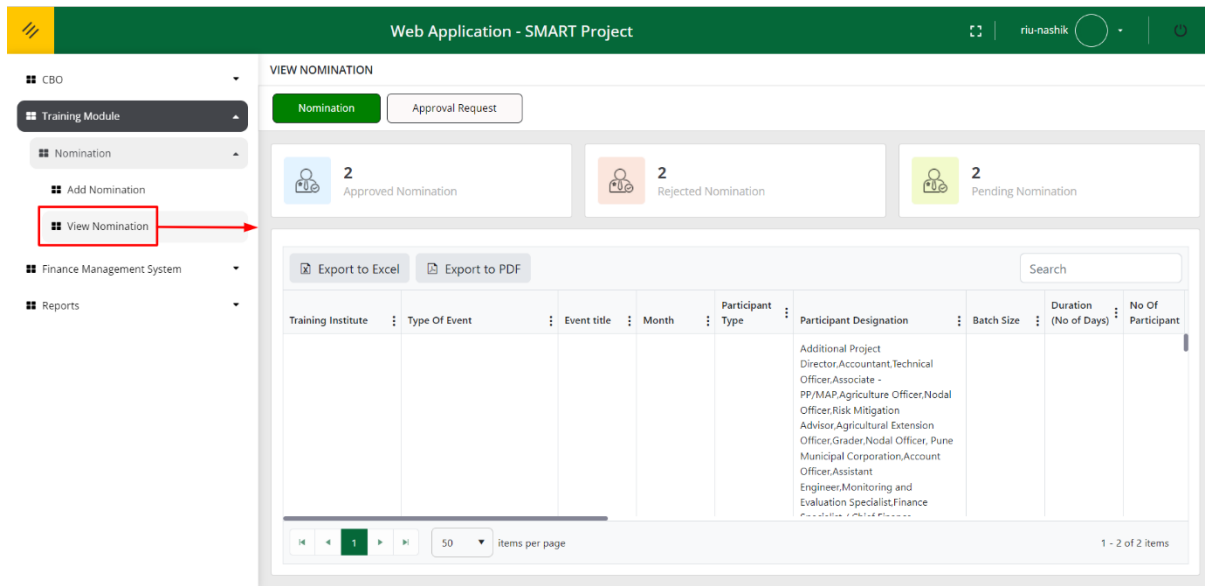 Web Application - SMART Project
riu-nashik
CBO
Training Module
Nomination
Add Nomination
View Nomination
Finance Management System
Reports
VIEW NOMINATION
Nomination
Approval Request
2
Approved Nomination
2
Rejected Nomination
2
Pending Nomination
Export to Excel
Export to PDF
Search
Training Institute
Type Of Event
Event title
Month
Participant
Type
Participant Designation
Batch Size
Duration
(No of Days)
No Of
Participant
Additional Project
Director,Accountant,Technical
Officer,Associate -
PP/MAP,Agriculture Officer,Nodal
Officer,Risk Mitigation
Advisor,Agricultural Extension
Officer,Grader,Nodal Officer, Pune
Municipal Corporation,Account
Officer,Assistant
Engineer,Monitoring and
Evaluation Specialist,Finance
1
50
items per page
1 - 2 of 2 items